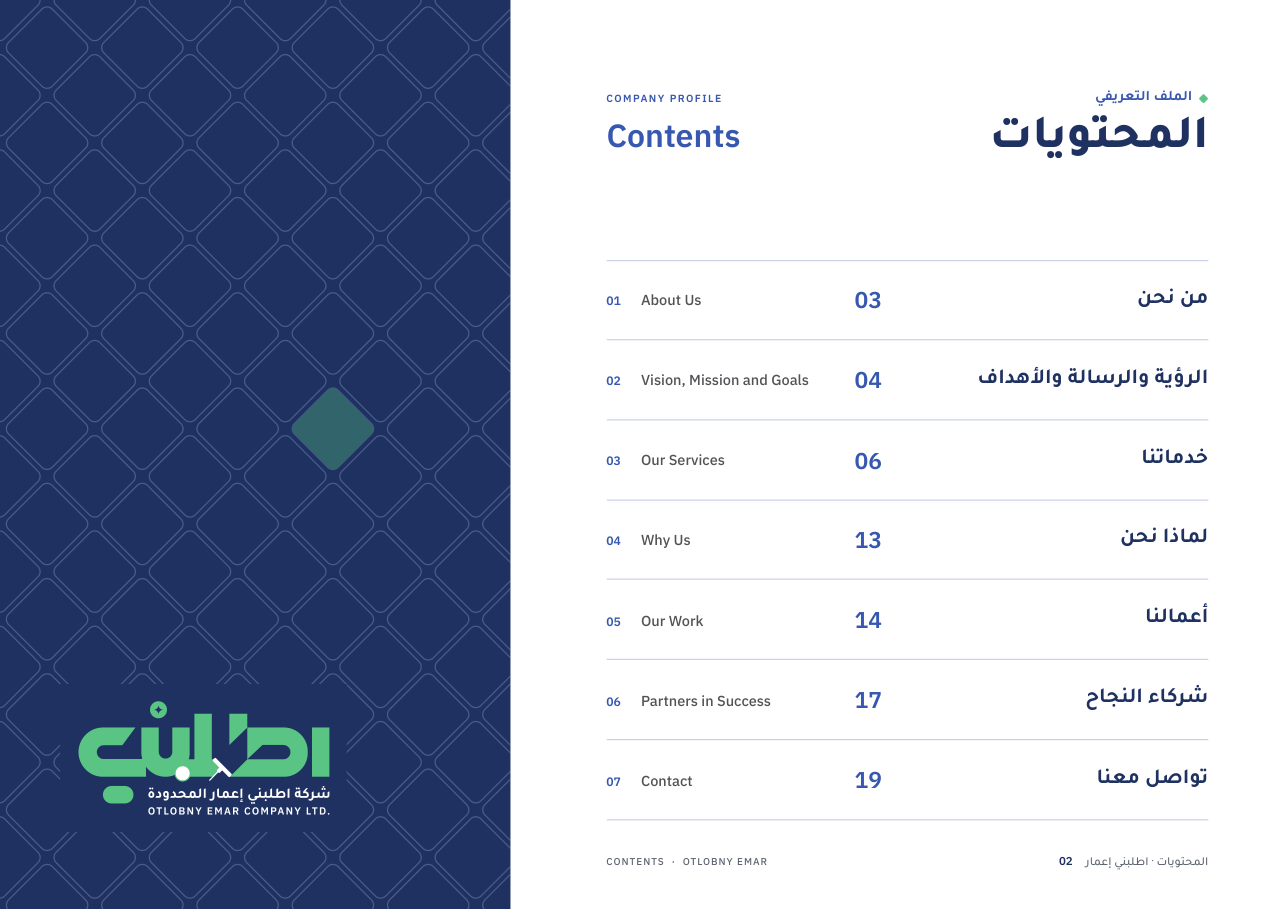 COMPANY PROFILE
الملف التعريفي
Contents
المحتويات
01 About Us 03 من نحن
02 Vision, Mission and Goals 04 الرؤية والرسالة والأهداف
03 Our Services 06 خدماتنا
04 Why Us 13 لماذا نحن
05 Our Work 14 أعمالنا
06 Partners in Success 17 شركاء النجاح
07 Contact 19 تواصل معنا
اطلبني
شركة اطلبني إعمار المحدودة
OTLOBNY EMAR COMPANY LTD.
CONTENTS · OTLOBNY EMAR
المحتويات · اطلبني إعمار 02